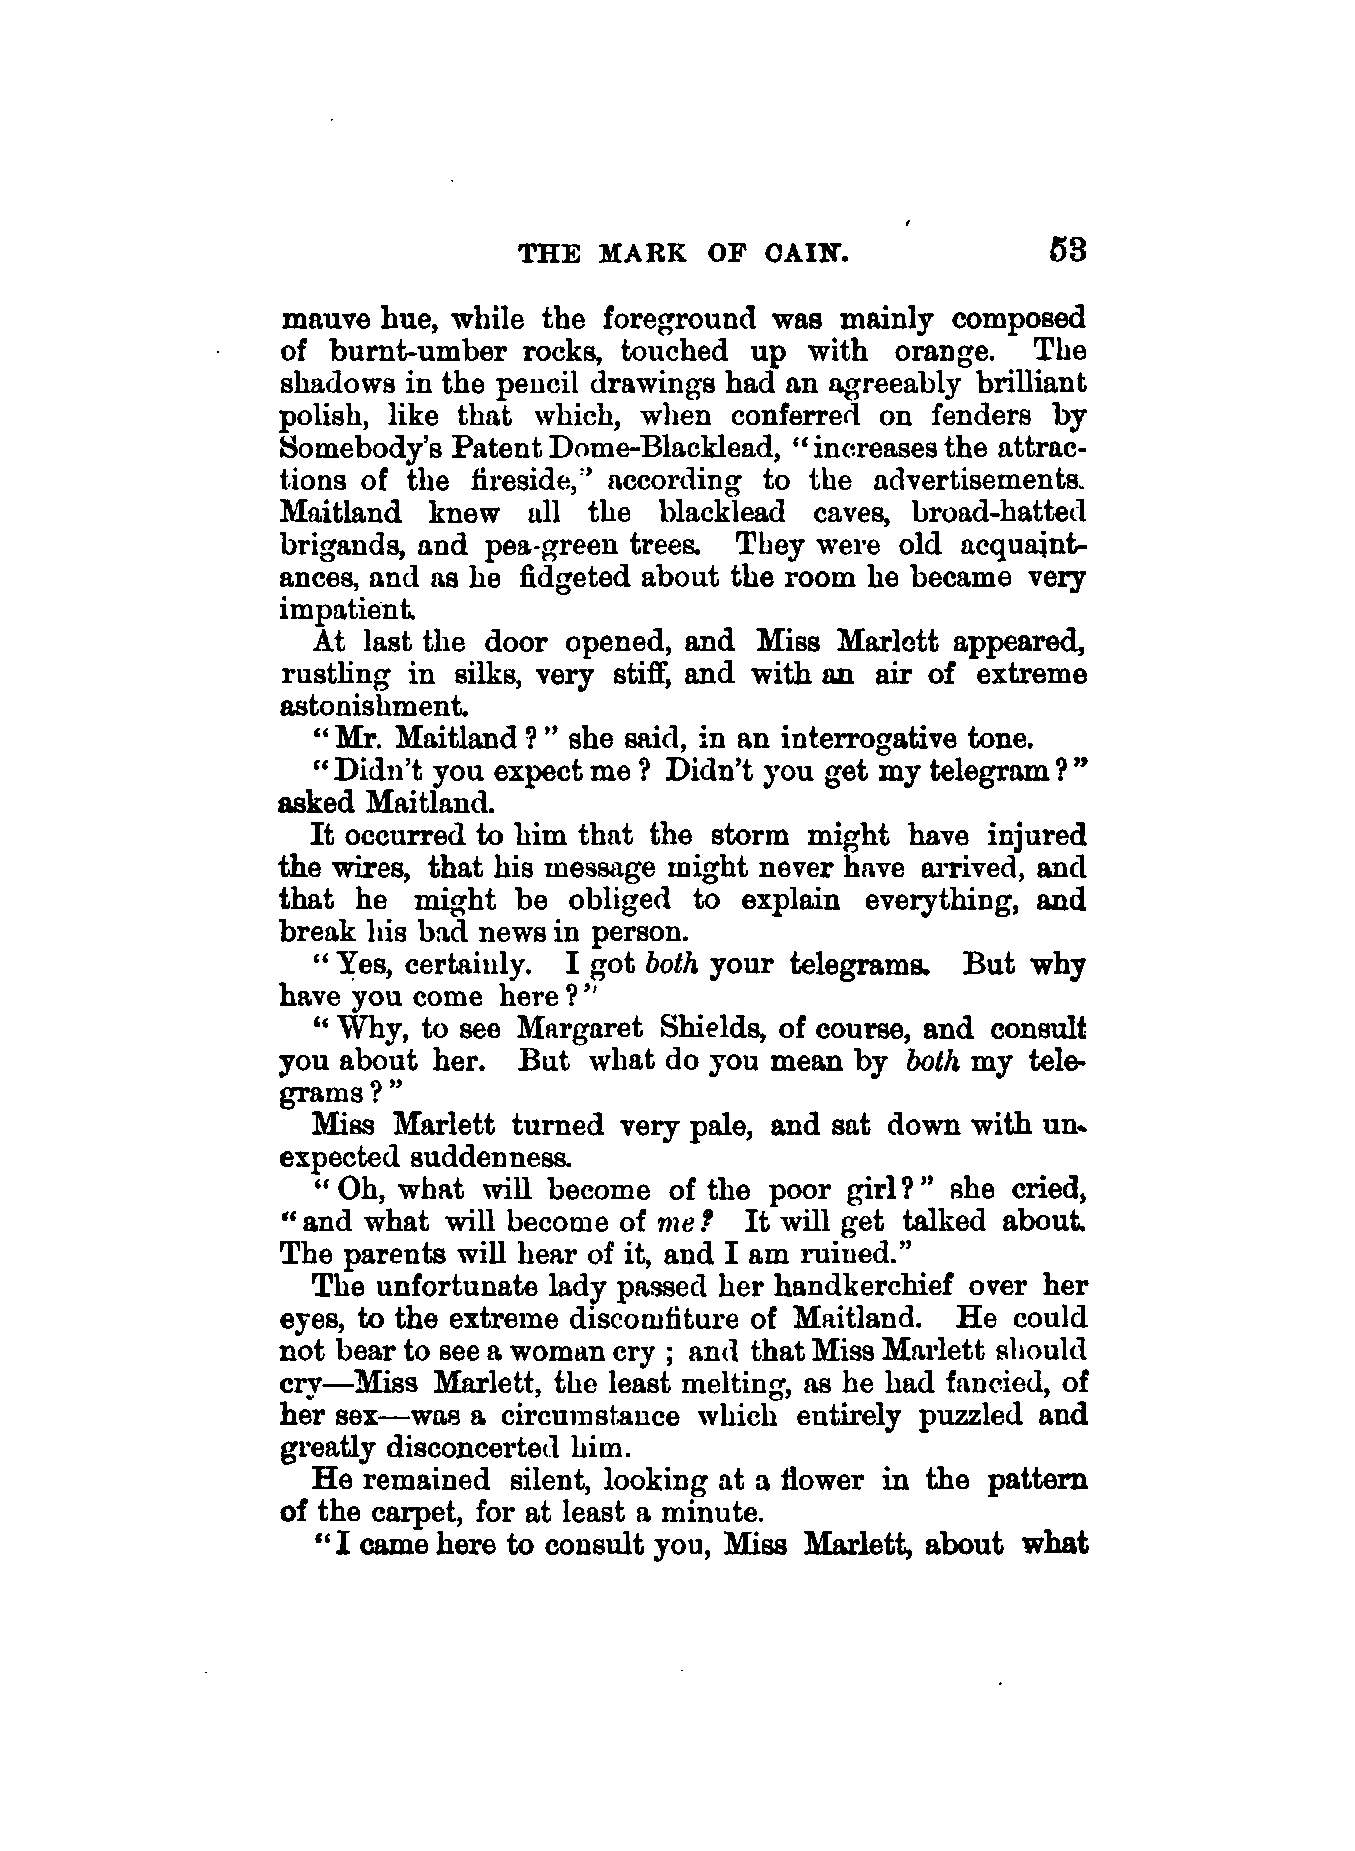 THE MARK OF CAIN. 53
mauve hue, while the foreground was mainly composed
of burnt-umber rocks, touched up with orange. The
shadows in the pencil drawings had an agreeably brilliant
polish, like that which, when conferred on fenders by
Somebody's Patent Dome-Blacklead, "increases the attrac-
tions of the fireside," according to the advertisements.
Maitland knew all the blacklead caves, broad-hatted
brigands, and pea-green trees. They were old acquaint-
ances, and as he fidgeted about the room he became very
impatient.
At last the door opened, and Miss Marlett appeared,
rustling in silks, very stiff, and with an air of extreme
astonishment.
"Mr. Maitland?" she said, in an interrogative tone.
"Didn't you expect me? Didn't you get my telegram?"
asked Maitland.
It occurred to him that the storm might have injured
the wires, that his message might never have arrived, and
that he might be obliged to explain everything, and
break his bad news in person.
"Yes, certainly. I got both your telegrams. But why
have you come here?"
"Why, to see Margaret Shields, of course, and consult
you about her. But what do you mean by both my tele-
grams?"
Miss Marlett turned very pale, and sat down with un-
expected suddenness.
"Oh, what will become of the poor girl?" she cried,
"and what will become of me? It will get talked about.
The parents will hear of it, and I am ruined."
The unfortunate lady passed her handkerchief over her
eyes, to the extreme discomfiture of Maitland. He could
not bear to see a woman cry; and that Miss Marlett should
cry—Miss Marlett, the least melting, as he had fancied, of
her sex—was a circumstance which entirely puzzled and
greatly disconcerted him.
He remained silent, looking at a flower in the pattern
of the carpet, for at least a minute.
"I came here to consult you, Miss Marlett, about what